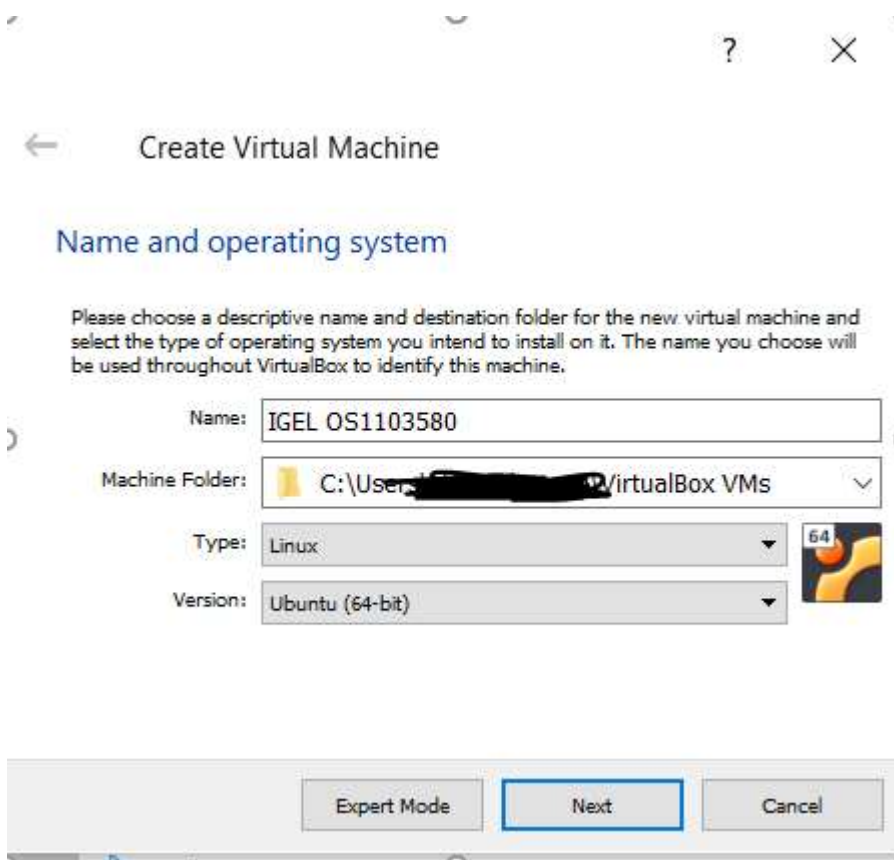 ?
Create Virtual Machine
Name and operating system
Please choose a descriptive name and destination folder for the new virtual machine and
select the type of operating system you intend to install on it. The name you choose will
be used throughout VirtualBox to identify this machine.
Name: IGEL OS1103580
Machine Folder: C:\Users VirtualBox VMs
Type: Linux 64
Version: Ubuntu (64-bit)
Expert Mode Next Cancel